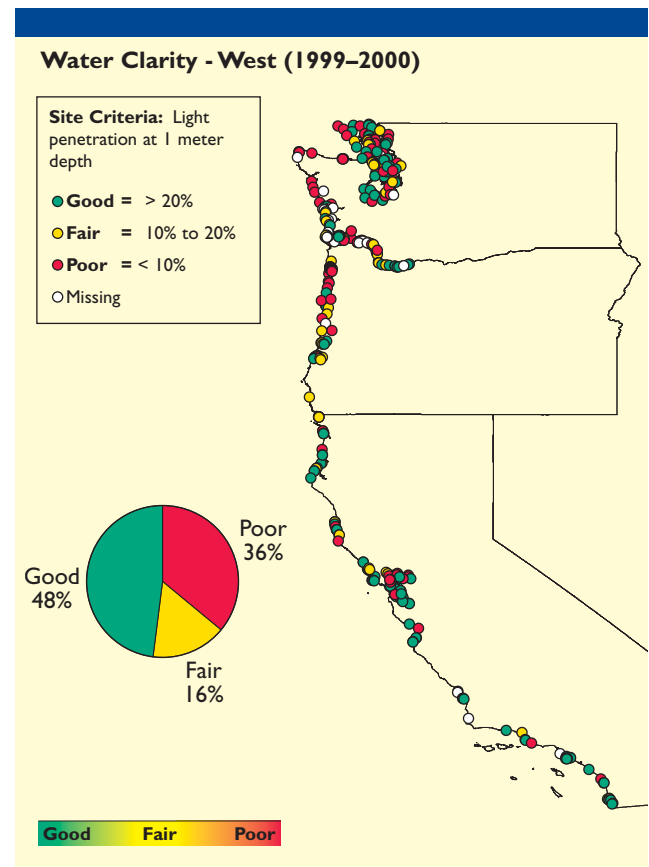 Water Clarity - West (1999–2000)
Site Criteria: Light
penetration at 1 meter
depth
Good = > 20%
Fair = 10% to 20%
Poor = < 10%
Missing
Poor
36%
Good
48%
Fair
16%
Good Fair Poor